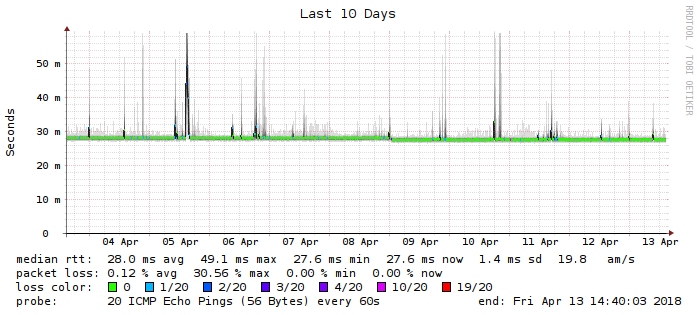 Last 10 Days
RRDTOOL / TOBI OETIKER
Seconds
50 m
40 m
30 m
20 m
10 m
0
04 Apr 05 Apr 06 Apr 07 Apr 08 Apr 09 Apr 10 Apr 11 Apr 12 Apr 13 Apr
median rtt: 28.0 ms avg 49.1 ms max 27.6 ms min 27.6 ms now 1.4 ms sd 19.8 am/s
packet loss: 0.12 % avg 30.56 % max 0.00 % min 0.00 % now
loss color: 0 1/20 2/20 3/20 4/20 10/20 19/20
probe: 20 ICMP Echo Pings (56 Bytes) every 60s end: Fri Apr 13 14:40:03 2018